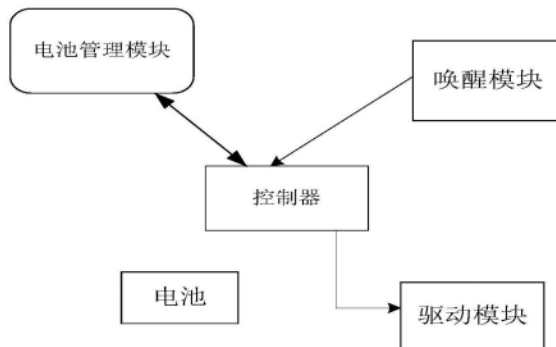 电池管理模块
唤醒模块
控制器
电池
驱动模块